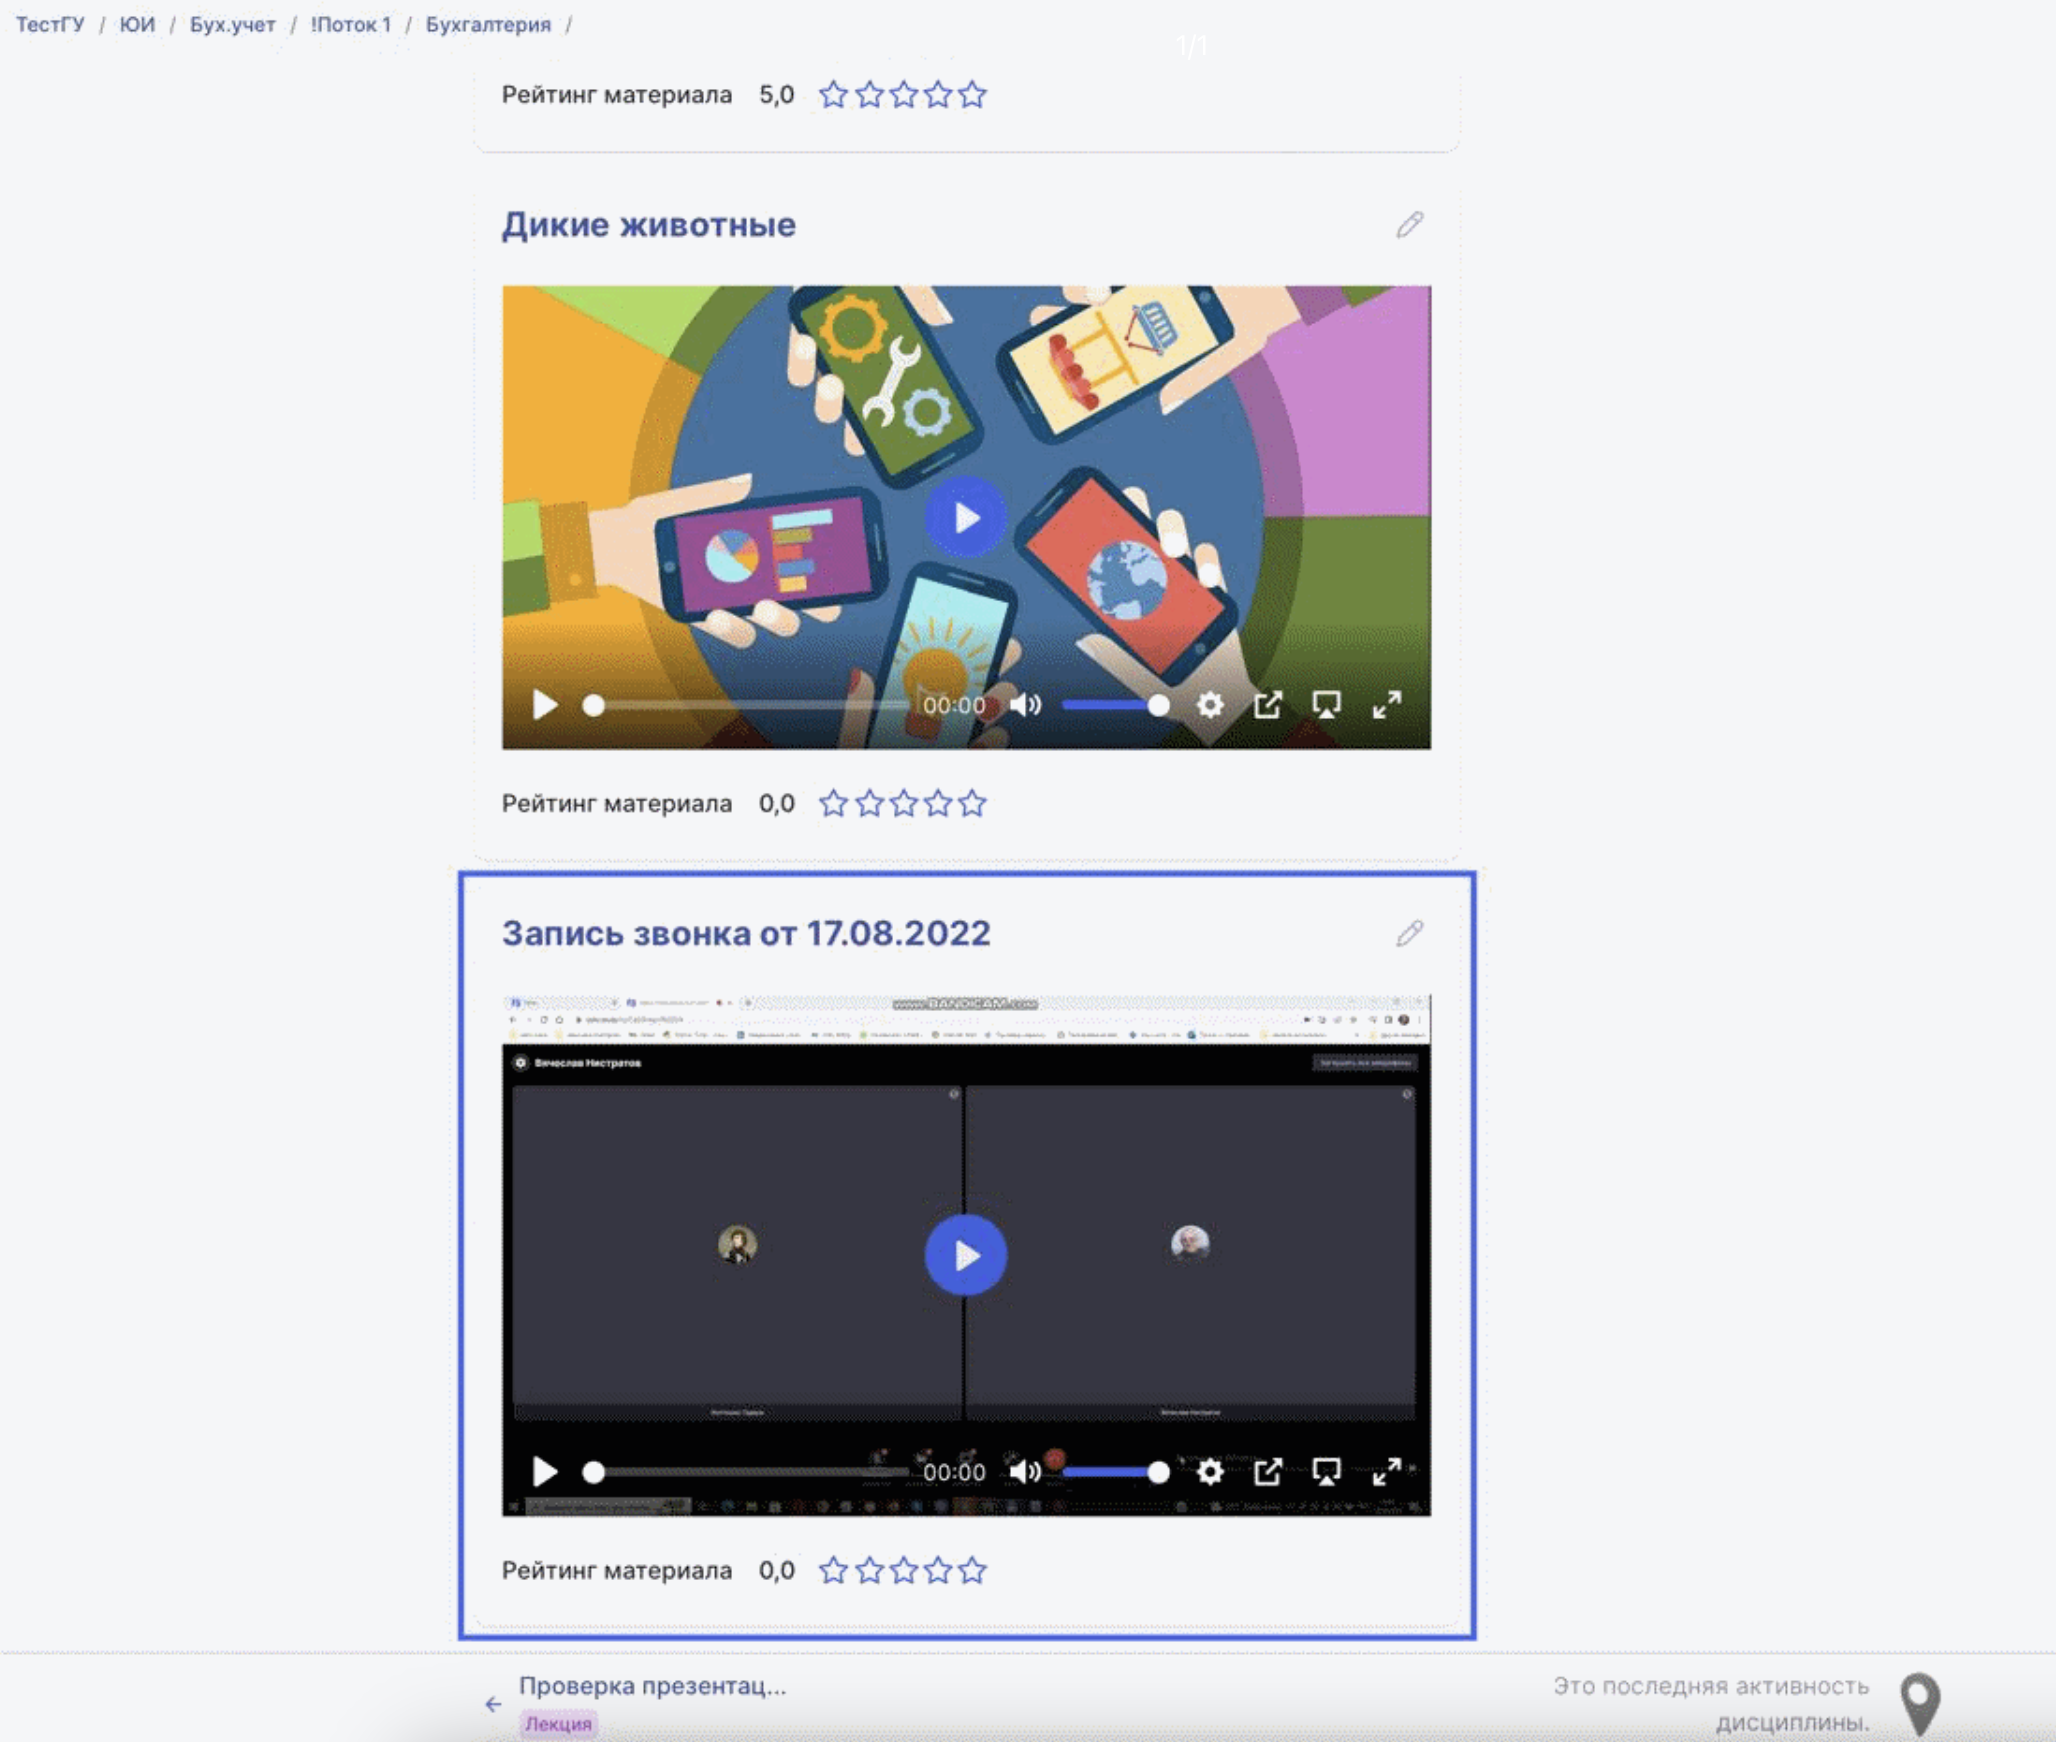 ТестГУ / ЮИ / Бух.учет / !Поток 1 / Бухгалтерия /
1/1
Рейтинг материала 5,0
Дикие животные
00:00
Рейтинг материала 0,0
Запись звонка от 17.08.2022
www.BANDICAM.com
Вячеслав Нистратов
00:00
Рейтинг материала 0,0
Проверка презентац...
Лекция
Это последняя активность
дисциплины.